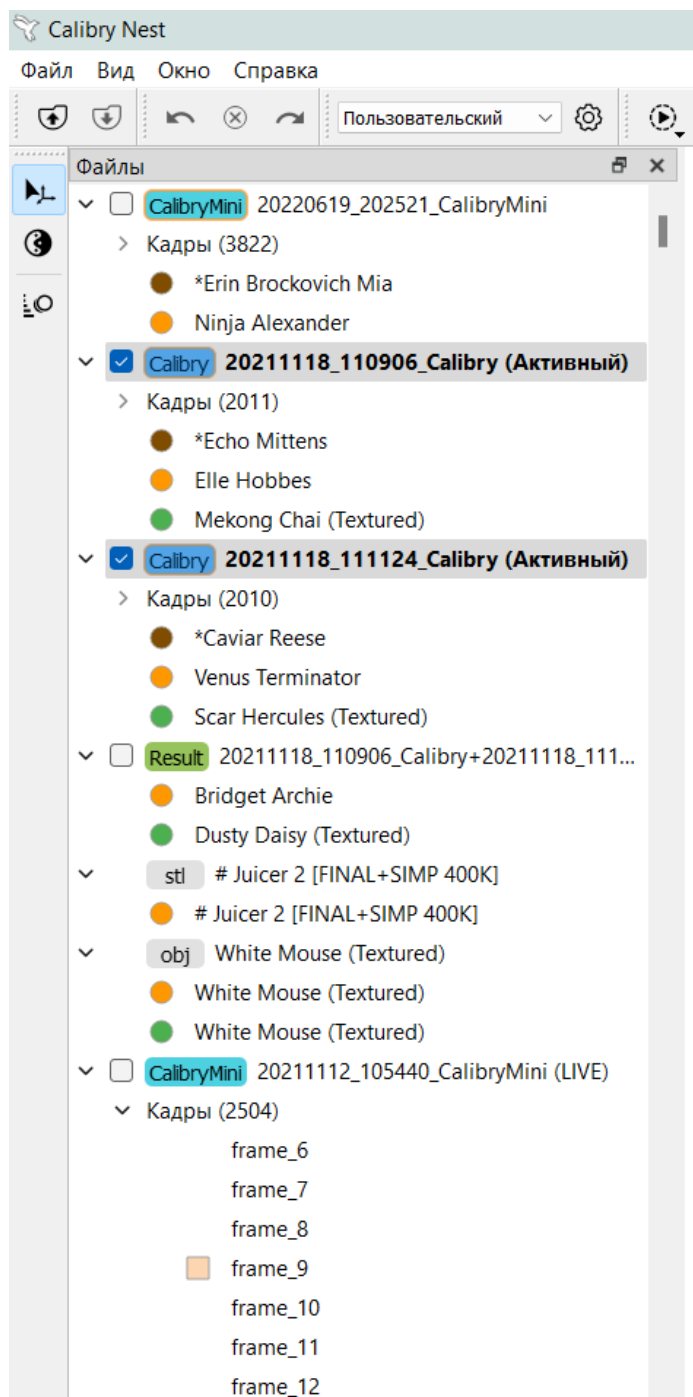 Calibry Nest
Файл Вид Окно Справка
Пользовательский
Файлы
CalibryMini 20220619_202521_CalibryMini
Кадры (3822)
*Erin Brockovich Mia
Ninja Alexander
Calibry 20211118_110906_Calibry (Активный)
Кадры (2011)
*Echo Mittens
Elle Hobbes
Mekong Chai (Textured)
Calibry 20211118_111124_Calibry (Активный)
Кадры (2010)
*Caviar Reese
Venus Terminator
Scar Hercules (Textured)
Result 20211118_110906_Calibry+20211118_111...
Bridget Archie
Dusty Daisy (Textured)
stl # Juicer 2 [FINAL+SIMP 400K]
# Juicer 2 [FINAL+SIMP 400K]
obj White Mouse (Textured)
White Mouse (Textured)
White Mouse (Textured)
CalibryMini 20211112_105440_CalibryMini (LIVE)
Кадры (2504)
frame_6
frame_7
frame_8
frame_9
frame_10
frame_11
frame_12